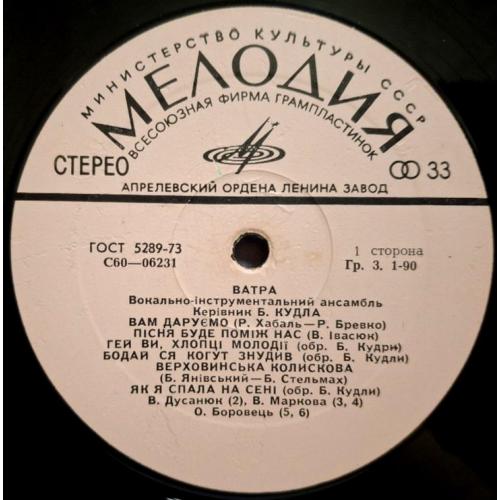 МИНИСТЕРСТВО КУЛЬТУРЫ СССР
МЕЛОДИЯ
ВСЕСОЮЗНАЯ ФИРМА ГРАМПЛАСТИНОК
СТЕРЕО
33
АПРЕЛЕВСКИЙ ОРДЕНА ЛЕНИНА ЗАВОД
ГОСТ 5289-73
С60—06231
1 сторона
Гр. 3. 1-90
ВАТРА
Вокально-інструментальний ансамбль
Керівник Б. КУДЛА
ВАМ ДАРУЄМО (Р. Хабаль—Р. Бревко)
ПІСНЯ БУДЕ ПОМІЖ НАС (В. Івасюк)
ГЕЙ ВИ, ХЛОПЦІ МОЛОДІЇ (обр. Б. Кудри)
БОДАЙ СЯ КОГУТ ЗНУДИВ (обр. Б. Кудли)
ВЕРХОВИНСЬКА КОЛИСКОВА
(Б. Янівський—Б. Стельмах)
ЯК Я СПАЛА НА СЕНІ (обр. Б. Кудли)
В. Дусанюк (2), В. Маркова (3, 4)
О. Боровець (5, 6)